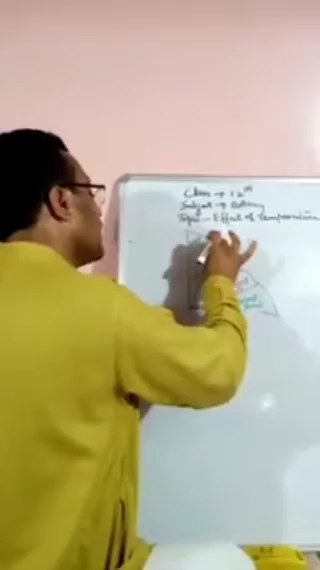 Class → 12th
Subject → Botany
Topic - Effect of Temperature